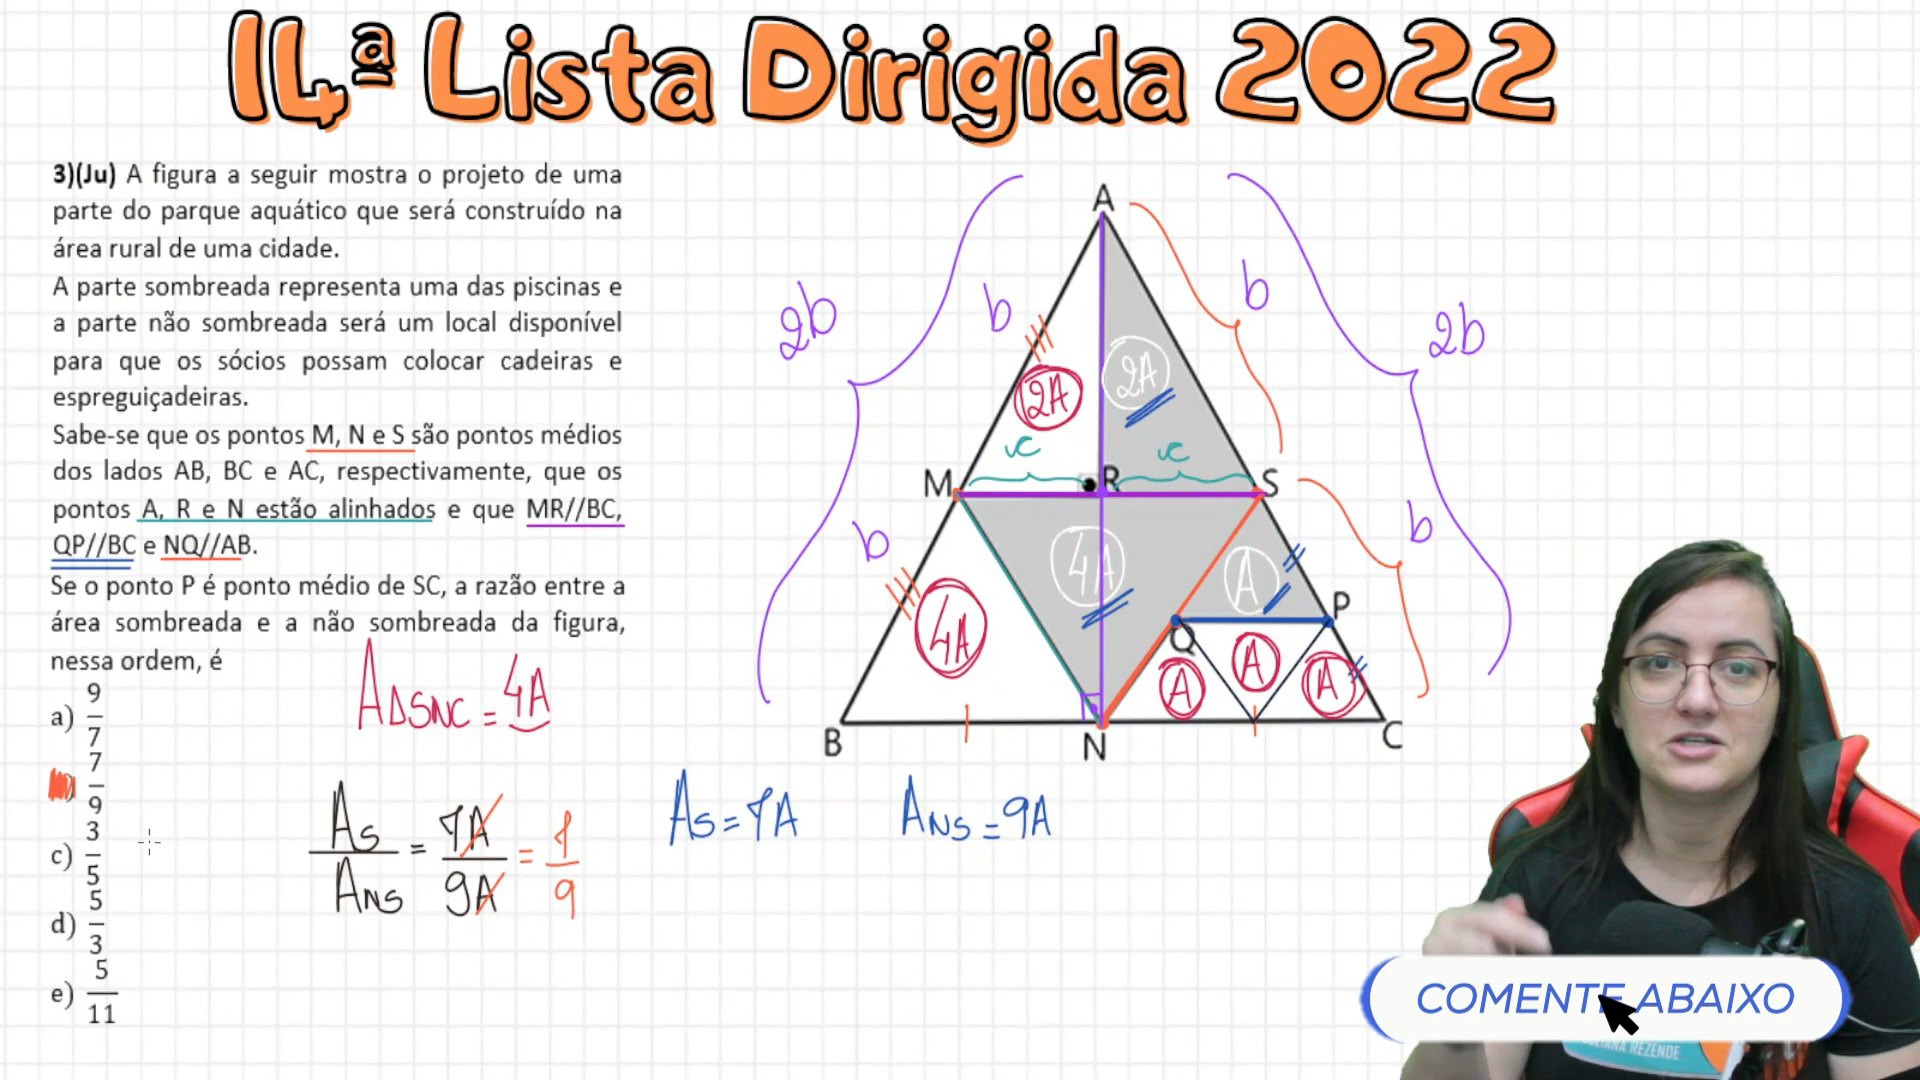 14ª Lista Dirigida 2022
3)(Ju) A figura a seguir mostra o projeto de uma
parte do parque aquático que será construído na
área rural de uma cidade.
A parte sombreada representa uma das piscinas e
a parte não sombreada será um local disponível
para que os sócios possam colocar cadeiras e
espreguiçadeiras.
Sabe-se que os pontos M, N e S são pontos médios
dos lados AB, BC e AC, respectivamente, que os
pontos A, R e N estão alinhados e que MR//BC,
QP//BC e NQ//AB.
Se o ponto P é ponto médio de SC, a razão entre a
área sombreada e a não sombreada da figura,
nessa ordem, é
a) 9/7
7/9
c) 3/5
d) 5/3
e) 5/11
AΔSNC = 4A
As/ANS = 7A/9A = 7/9
As = 7A
ANS = 9A
A
2b
b
b
2b
2A
2A
M
R
S
b
b
4A
A
4A
P
Q
A
A
A
B
N
C
COMENTE ABAIXO
REZENDE